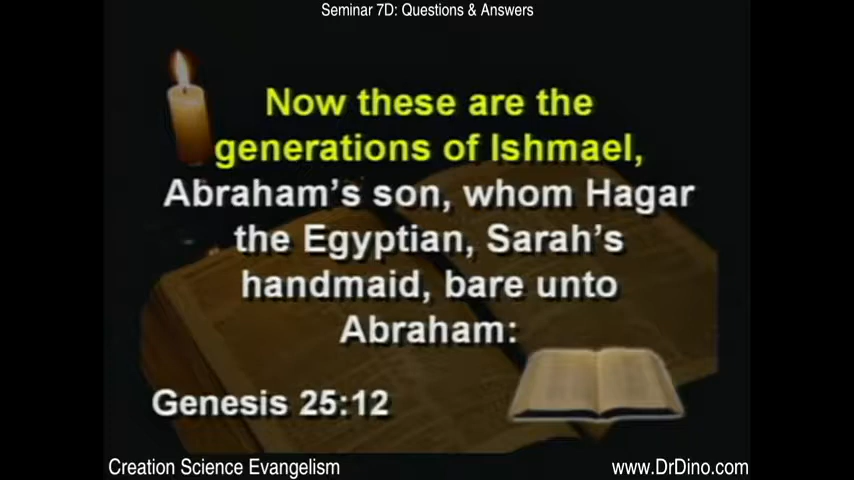 Seminar 7D: Questions & Answers
Now these are the
generations of Ishmael,
Abraham's son, whom Hagar
the Egyptian, Sarah's
handmaid, bare unto
Abraham:
Genesis 25:12
Creation Science Evangelism
www.DrDino.com